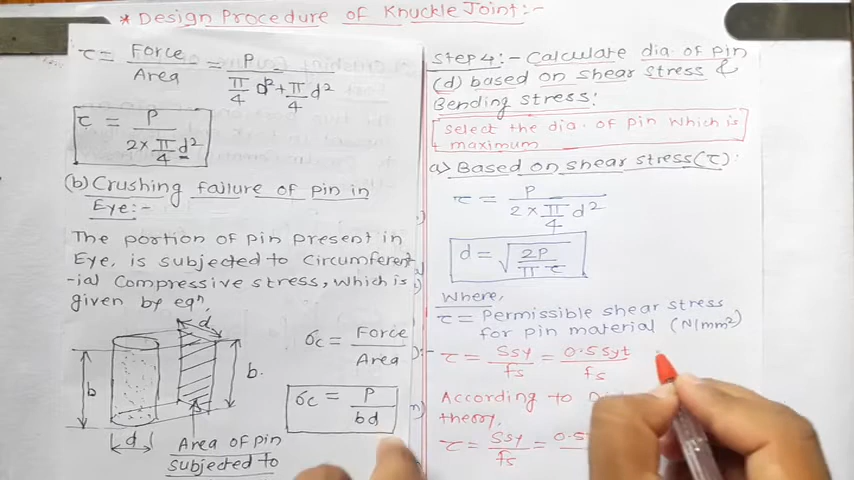 * Design Procedure of Knuckle Joint:-
τ = Force / Area = P / (π/4 d² + π/4 d²)
τ = P / (2 × π/4 d²)
(b) Crushing failure of pin in
Eye:-
The portion of pin present in
Eye, is subjected to Circumferent
-ial Compressive stress, which is
given by eqⁿ,
d
b
b.
d
σc = Force / Area
σc = P / bd
Area of pin
subjected to
Step 4:- Calculate dia. of pin
(d) based on shear stress &
Bending stress:
Select the dia. of pin which is
maximum
a) Based on shear stress (τ):
τ = P / (2 × π/4 d²)
d = √(2P / π τ)
Where,
τ = Permissible shear stress
for pin material (N/mm²)
τ = Ssy / fs = 0.5 Syt / fs
According to
theory,
τ = Ssy / fs =